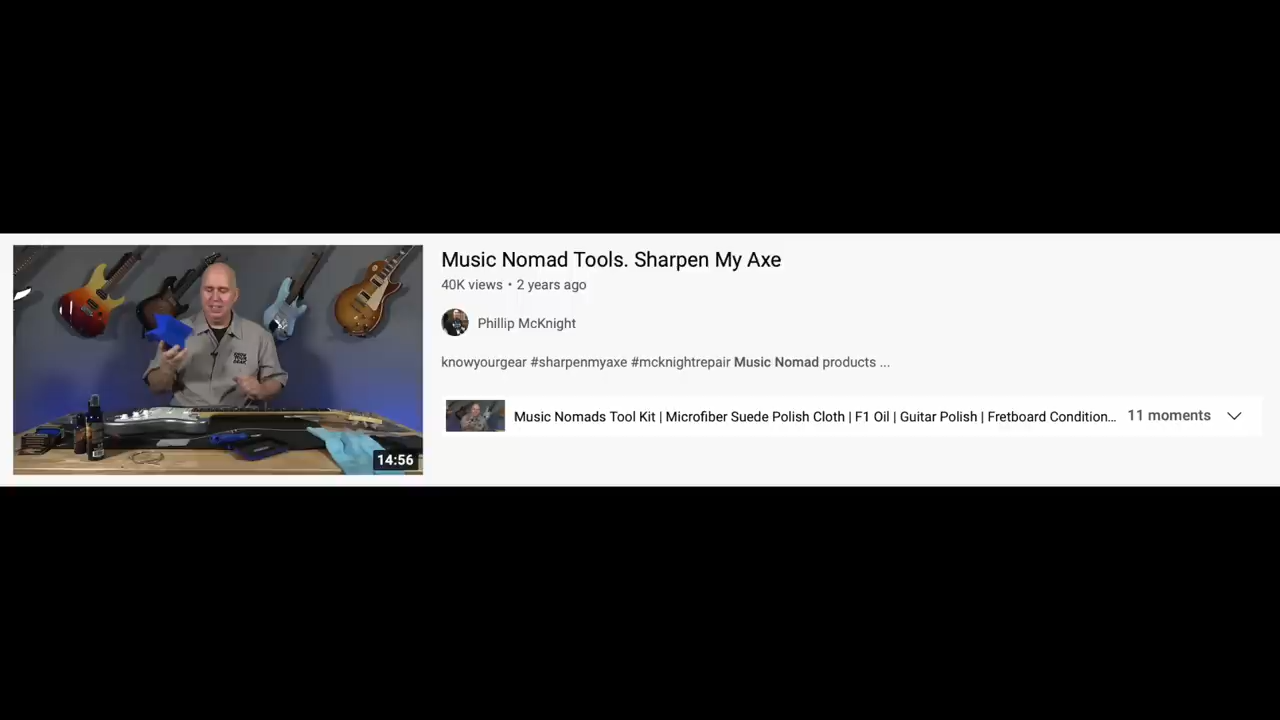 Music Nomad Tools. Sharpen My Axe
40K views • 2 years ago
Phillip McKnight
knowyourgear #sharpenmyaxe #mcknightrepair Music Nomad products ...
Music Nomads Tool Kit | Microfiber Suede Polish Cloth | F1 Oil | Guitar Polish | Fretboard Condition... 11 moments
14:56